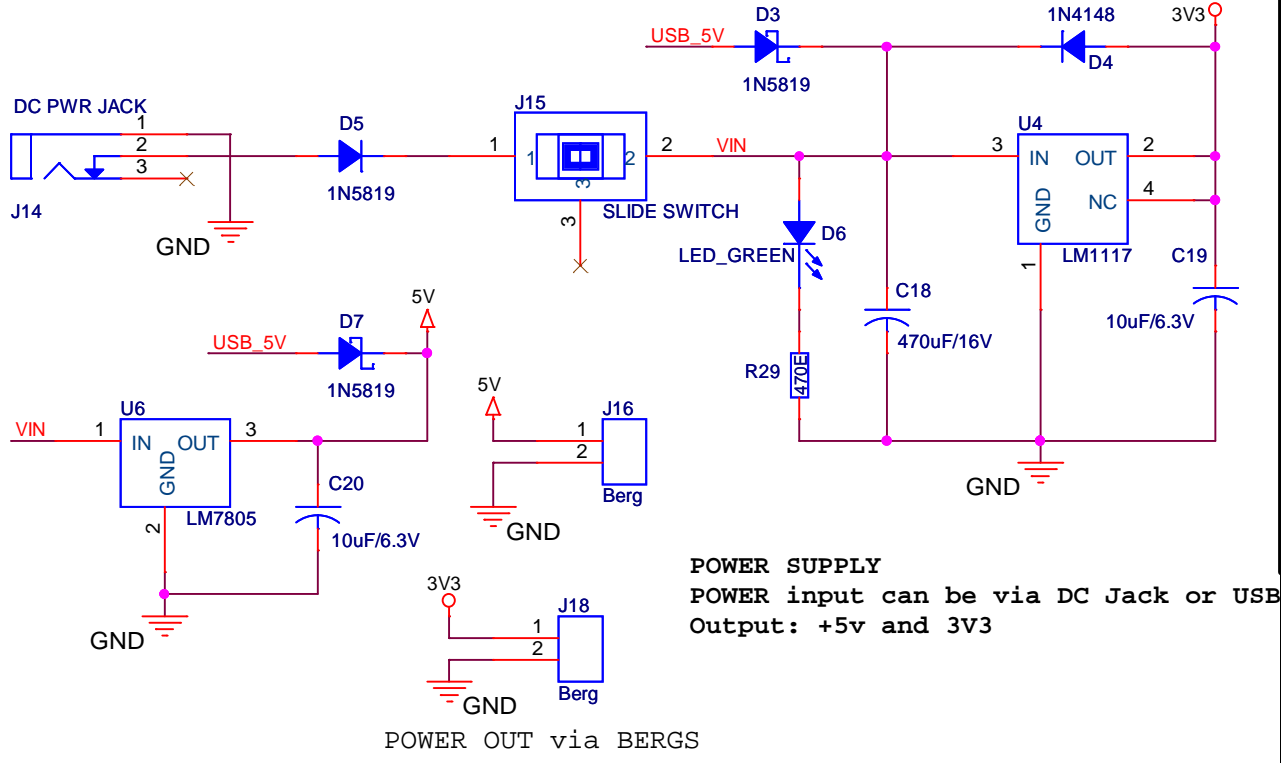 D3
1N4148
3V3
USB_5V
D4
1N5819
DC PWR JACK
J15
1
D5
U4
2
1
2
VIN
3
IN
OUT
2
3
1
2
4
NC
1N5819
3
GND
J14
SLIDE SWITCH
3
D6
GND
LED_GREEN
LM1117
C19
1
C18
5V
10uF/6.3V
D7
470uF/16V
USB_5V
R29
470E
1N5819
5V
U6
J16
VIN
1
IN
OUT
3
1
GND
2
C20
GND
Berg
LM7805
2
GND
10uF/6.3V
POWER SUPPLY
3V3
POWER input can be via DC Jack or USB
J18
1
Output: +5v and 3V3
GND
2
Berg
GND
POWER OUT via BERGS